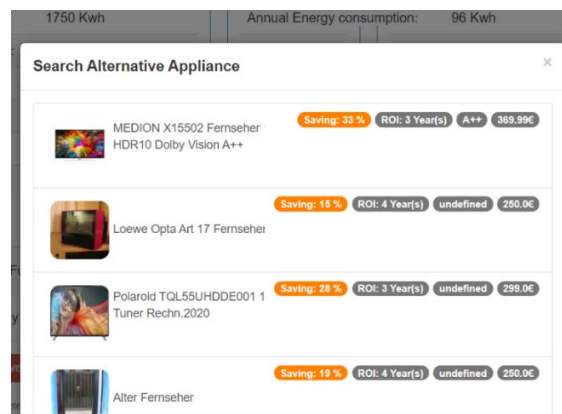 1750 Kwh
Annual Energy consumption: 96 Kwh
Search Alternative Appliance ×
Saving: 33 % ROI: 3 Year(s) A++ 369.99€
MEDION X15502 Fernseher
HDR10 Dolby Vision A++
Saving: 15 % ROI: 4 Year(s) undefined 250.0€
Loewe Opta Art 17 Fernseher
Saving: 28 % ROI: 3 Year(s) undefined 299.0€
Polaroid TQL55UHDDE001 1
Tuner Rechn.2020
Saving: 19 % ROI: 4 Year(s) undefined 250.0€
Alter Fernseher